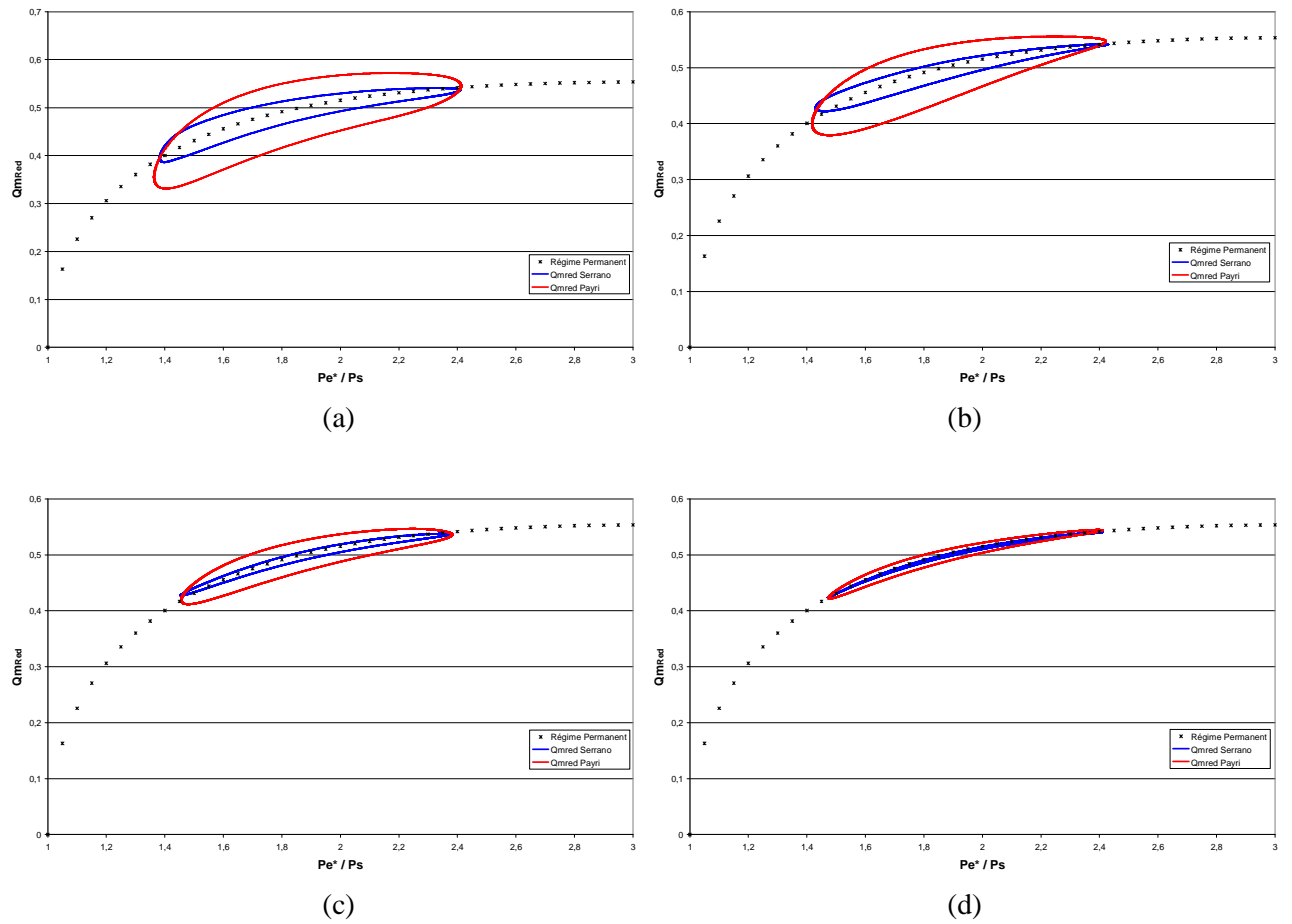 0,7
0,6
0,5
0,4
0,3
0,2
0,1
0
QmRed
1 1,2 1,4 1,6 1,8 2 2,2 2,4 2,6 2,8 3
Pe* / Ps
Régime Permanent
Qmred Serrano
Qmred Payri
(a)
0,6
0,5
0,4
0,3
0,2
0,1
0
QmRed
1 1,2 1,4 1,6 1,8 2 2,2 2,4 2,6 2,8 3
Pe* / Ps
Régime Permanent
Qmred Serrano
Qmred Payri
(b)
0,6
0,5
0,4
0,3
0,2
0,1
0
QmRed
1 1,2 1,4 1,6 1,8 2 2,2 2,4 2,6 2,8 3
Pe* / Ps
Régime Permanent
Qmred Serrano
Qmred Payri
(c)
0,6
0,5
0,4
0,3
0,2
0,1
0
QmRed
1 1,2 1,4 1,6 1,8 2 2,2 2,4 2,6 2,8 3
Pe* / Ps
Régime Permanent
Qmred Serrano
Qmred Payri
(d)